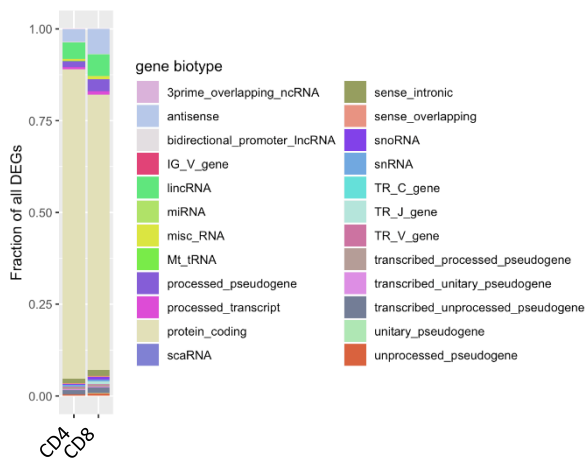 Fraction of all DEGs
1.00
0.75
0.50
0.25
0.00
CD4
CD8
gene biotype
3prime_overlapping_ncRNA
antisense
bidirectional_promoter_lncRNA
IG_V_gene
lincRNA
miRNA
misc_RNA
Mt_tRNA
processed_pseudogene
processed_transcript
protein_coding
scaRNA
sense_intronic
sense_overlapping
snoRNA
snRNA
TR_C_gene
TR_J_gene
TR_V_gene
transcribed_processed_pseudogene
transcribed_unitary_pseudogene
transcribed_unprocessed_pseudogene
unitary_pseudogene
unprocessed_pseudogene